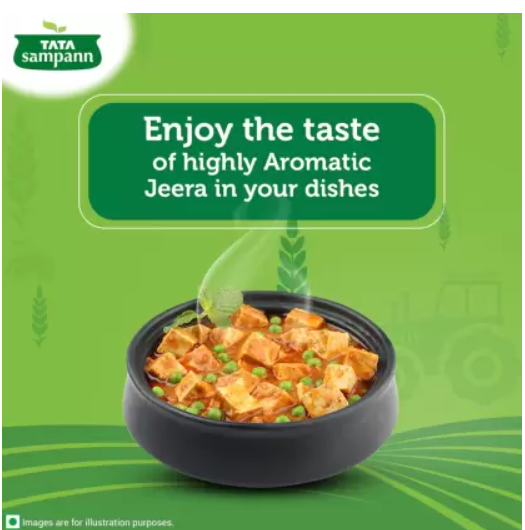 TATA
sampann
Enjoy the taste
of highly Aromatic
Jeera in your dishes
Images are for illustration purposes.